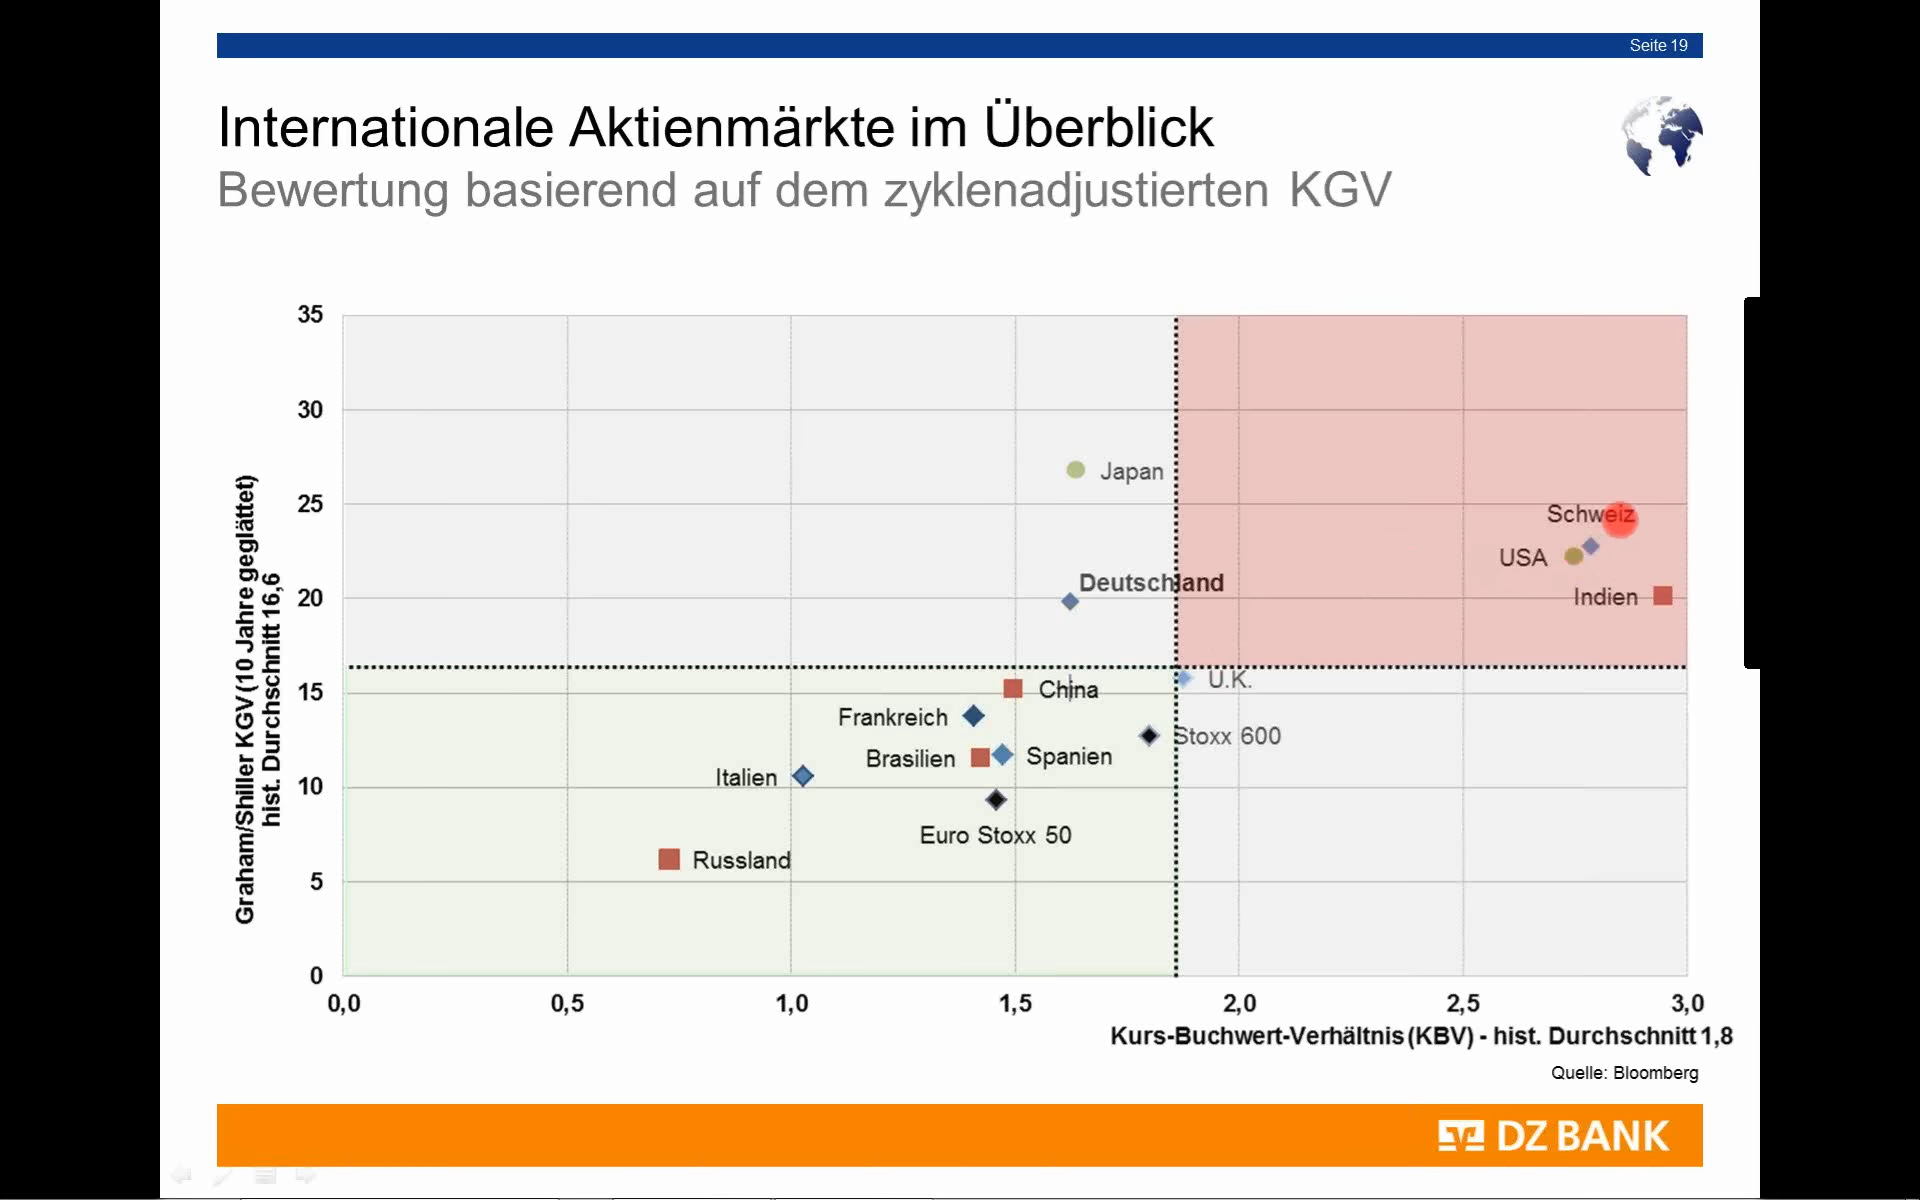 Seite 19
Internationale Aktienmärkte im Überblick
Bewertung basierend auf dem zyklenadjustierten KGV
Graham/Shiller KGV (10 Jahre geglättet)
hist. Durchschnitt 16,6
35
30
25
20
15
10
5
0
Japan
Schweiz
USA
Deutschland
Indien
U.K.
China
Frankreich
Stoxx 600
Brasilien
Spanien
Italien
Euro Stoxx 50
Russland
0,0
0,5
1,0
1,5
2,0
2,5
3,0
Kurs-Buchwert-Verhältnis (KBV) - hist. Durchschnitt 1,8
Quelle: Bloomberg
DZ BANK